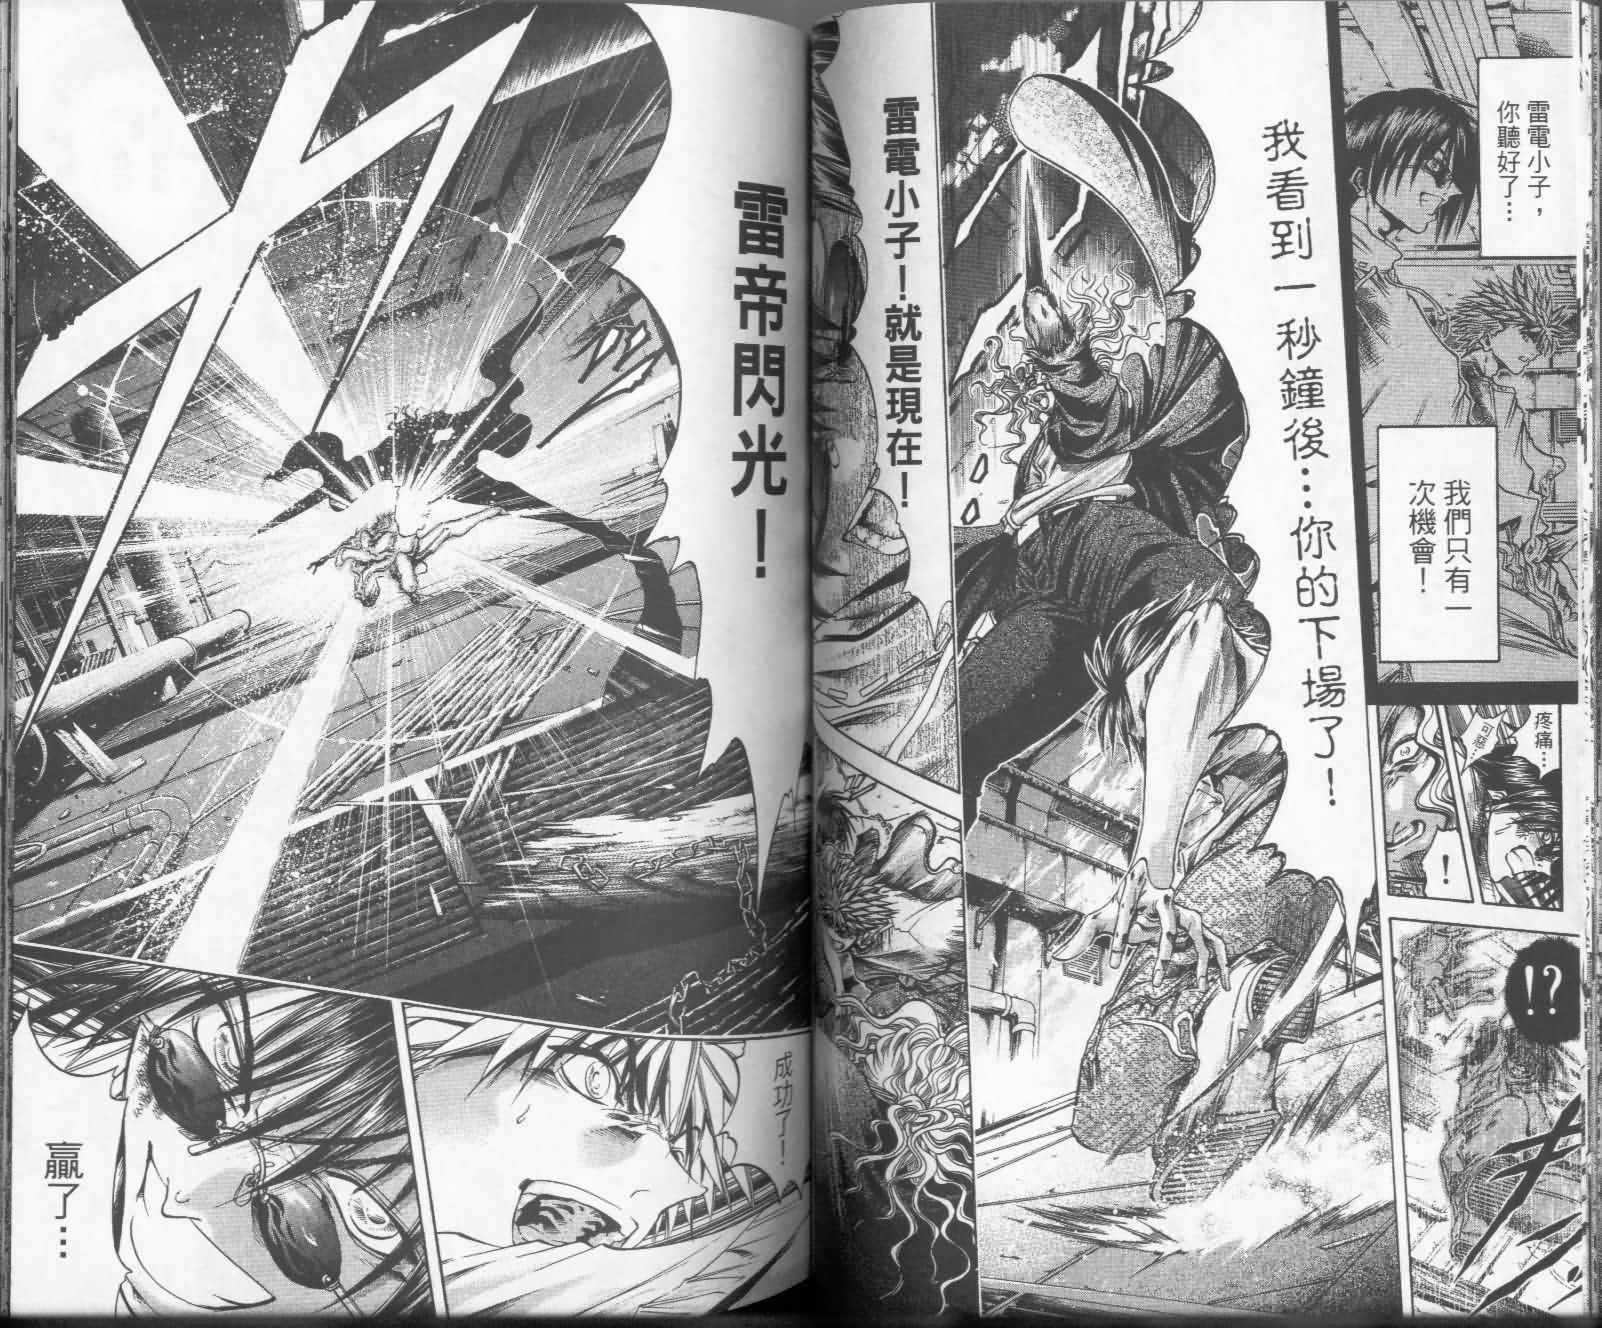 雷電小子，
你聽好了…
我們只有一
次機會！
疼痛…
可惡…
！
!?
我看到一秒鐘後…你的下場了！
雷電小子！就是現在！
雷帝閃光！
成功了！
贏了…